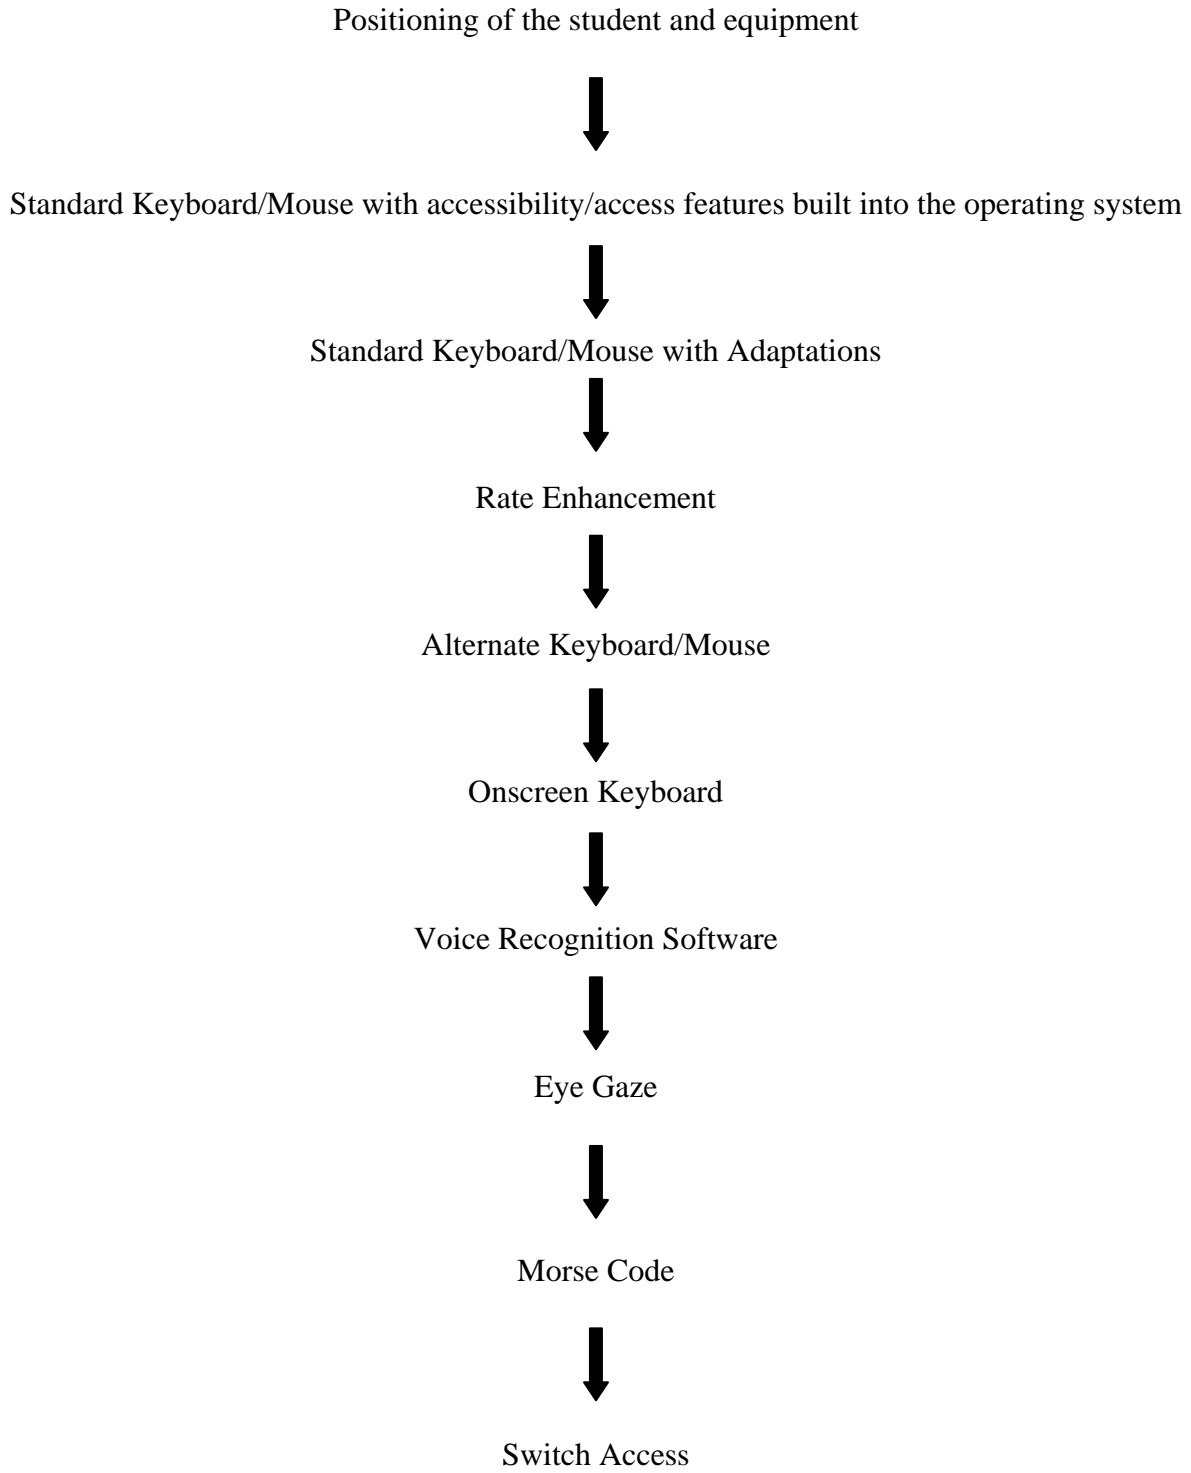 Positioning of the student and equipment
Standard Keyboard/Mouse with accessibility/access features built into the operating system
Standard Keyboard/Mouse with Adaptations
Rate Enhancement
Alternate Keyboard/Mouse
Onscreen Keyboard
Voice Recognition Software
Eye Gaze
Morse Code
Switch Access